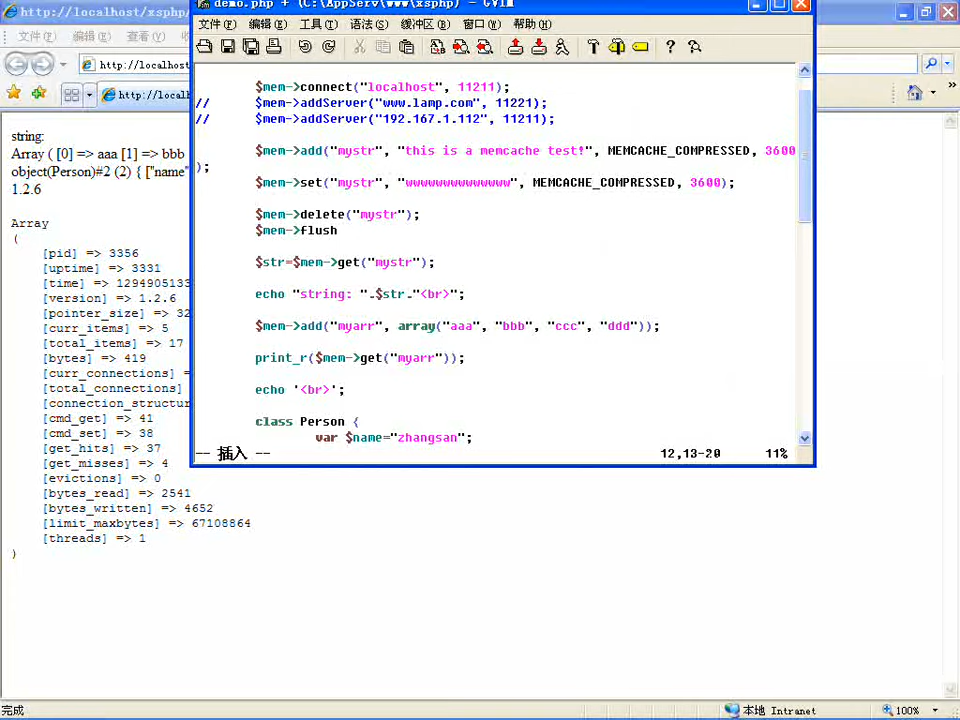 demo.php + (C:\AppServ\www\xsphp) - GVIM
http://localhost/xsphp/
文件(F) 编辑(E) 查看(V)
文件(F) 编辑(E) 工具(T) 语法(S) 缓冲区(B) 窗口(W) 帮助(H)
http://localhost
http://local
string:
Array ( [0] => aaa [1] => bbb
object(Person)#2 (2) { ["name"
1.2.6
Array
(
[pid] => 3356
[uptime] => 3331
[time] => 1294905133
[version] => 1.2.6
[pointer_size] => 32
[curr_items] => 5
[total_items] => 17
[bytes] => 419
[curr_connections] =
[total_connections]
[connection_structur
[cmd_get] => 41
[cmd_set] => 38
[get_hits] => 37
[get_misses] => 4
[evictions] => 0
[bytes_read] => 2541
[bytes_written] => 4652
[limit_maxbytes] => 67108864
[threads] => 1
)
$mem->connect("localhost", 11211);
// $mem->addServer("www.lamp.com", 11221);
// $mem->addServer("192.167.1.112", 11211);
$mem->add("mystr", "this is a memcache test!", MEMCACHE_COMPRESSED, 3600
);
$mem->set("mystr", "wwwwwwwwwwwwww", MEMCACHE_COMPRESSED, 3600);
$mem->delete("mystr");
$mem->flush
$str=$mem->get("mystr");
echo "string: ".$str."<br>";
$mem->add("myarr", array("aaa", "bbb", "ccc", "ddd"));
print_r($mem->get("myarr"));
echo '<br>';
class Person {
var $name="zhangsan";
-- 插入 -- 12,13-20 11%
完成 本地 Intranet 100%